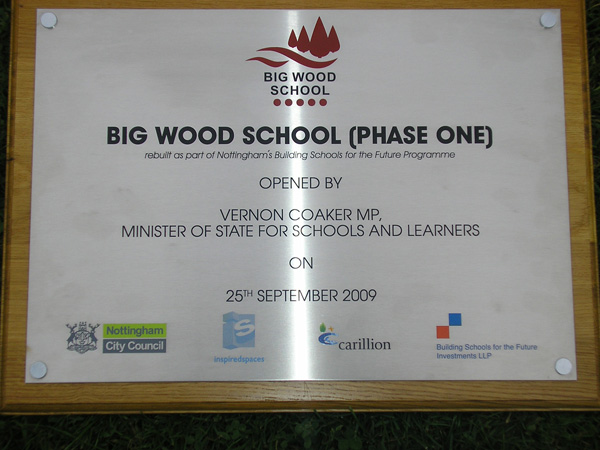 BIG WOOD
SCHOOL
BIG WOOD SCHOOL (PHASE ONE)
rebuilt as part of Nottingham's Building Schools for the Future Programme
OPENED BY
VERNON COAKER MP,
MINISTER OF STATE FOR SCHOOLS AND LEARNERS
ON
25TH SEPTEMBER 2009
Nottingham
City Council
inspiredspaces
carillion
Building Schools for the Future
Investments LLP